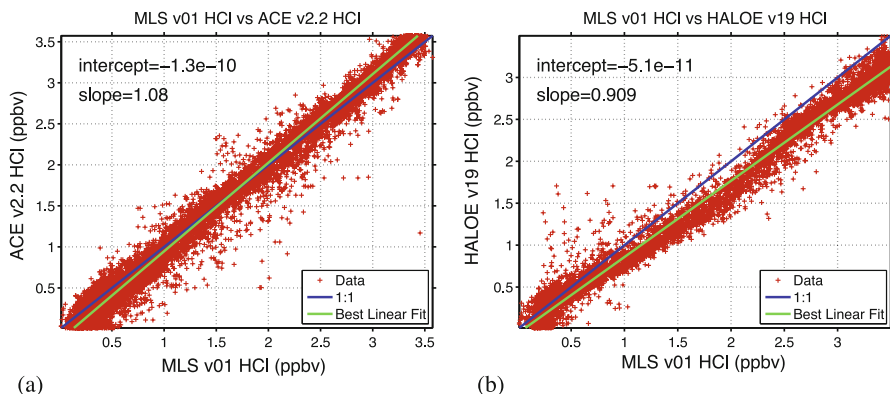 MLS v01 HCl vs ACE v2.2 HCl
intercept=−1.3e−10
slope=1.08
ACE v2.2 HCl (ppbv)
3.5
3
2.5
2
1.5
1
0.5
Data
1:1
Best Linear Fit
0.5 1 1.5 2 2.5 3 3.5
MLS v01 HCl (ppbv)
(a)
MLS v01 HCl vs HALOE v19 HCl
intercept=−5.1e−11
slope=0.909
HALOE v19 HCl (ppbv)
3
2.5
2
1.5
1
0.5
Data
1:1
Best Linear Fit
0.5 1 1.5 2 2.5 3
MLS v01 HCl (ppbv)
(b)